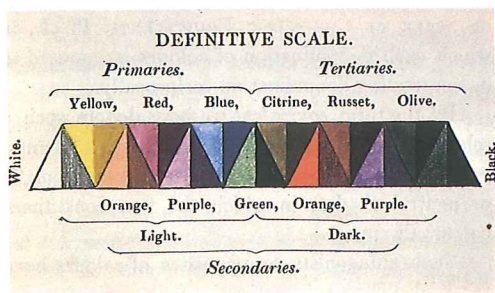 DEFINITIVE SCALE.
Primaries. Tertiaries.
Yellow, Red, Blue, Citrine, Russet, Olive.
White.
Black.
Orange, Purple, Green, Orange, Purple.
Light. Dark.
Secondaries.